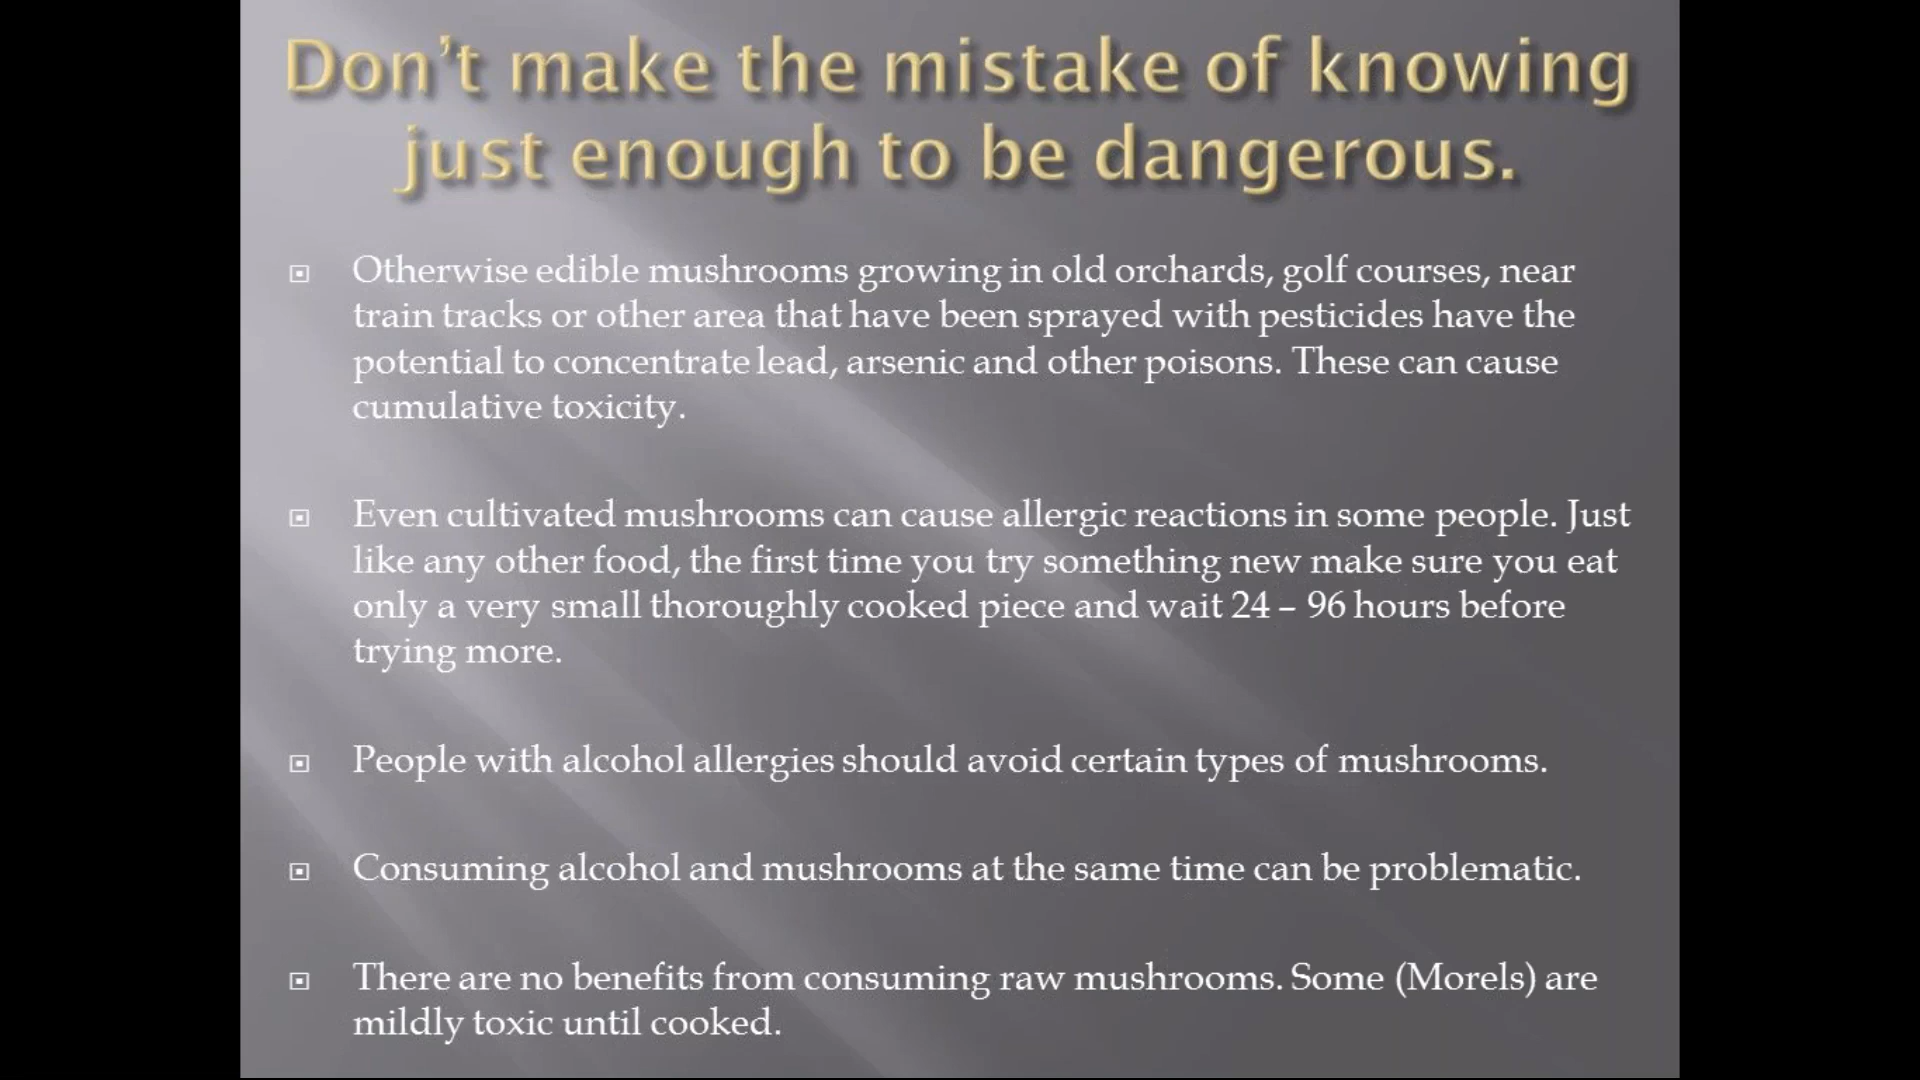 Don't make the mistake of knowing
just enough to be dangerous.
Otherwise edible mushrooms growing in old orchards, golf courses, near
train tracks or other area that have been sprayed with pesticides have the
potential to concentrate lead, arsenic and other poisons. These can cause
cumulative toxicity.
Even cultivated mushrooms can cause allergic reactions in some people. Just
like any other food, the first time you try something new make sure you eat
only a very small thoroughly cooked piece and wait 24 – 96 hours before
trying more.
People with alcohol allergies should avoid certain types of mushrooms.
Consuming alcohol and mushrooms at the same time can be problematic.
There are no benefits from consuming raw mushrooms. Some (Morels) are
mildly toxic until cooked.